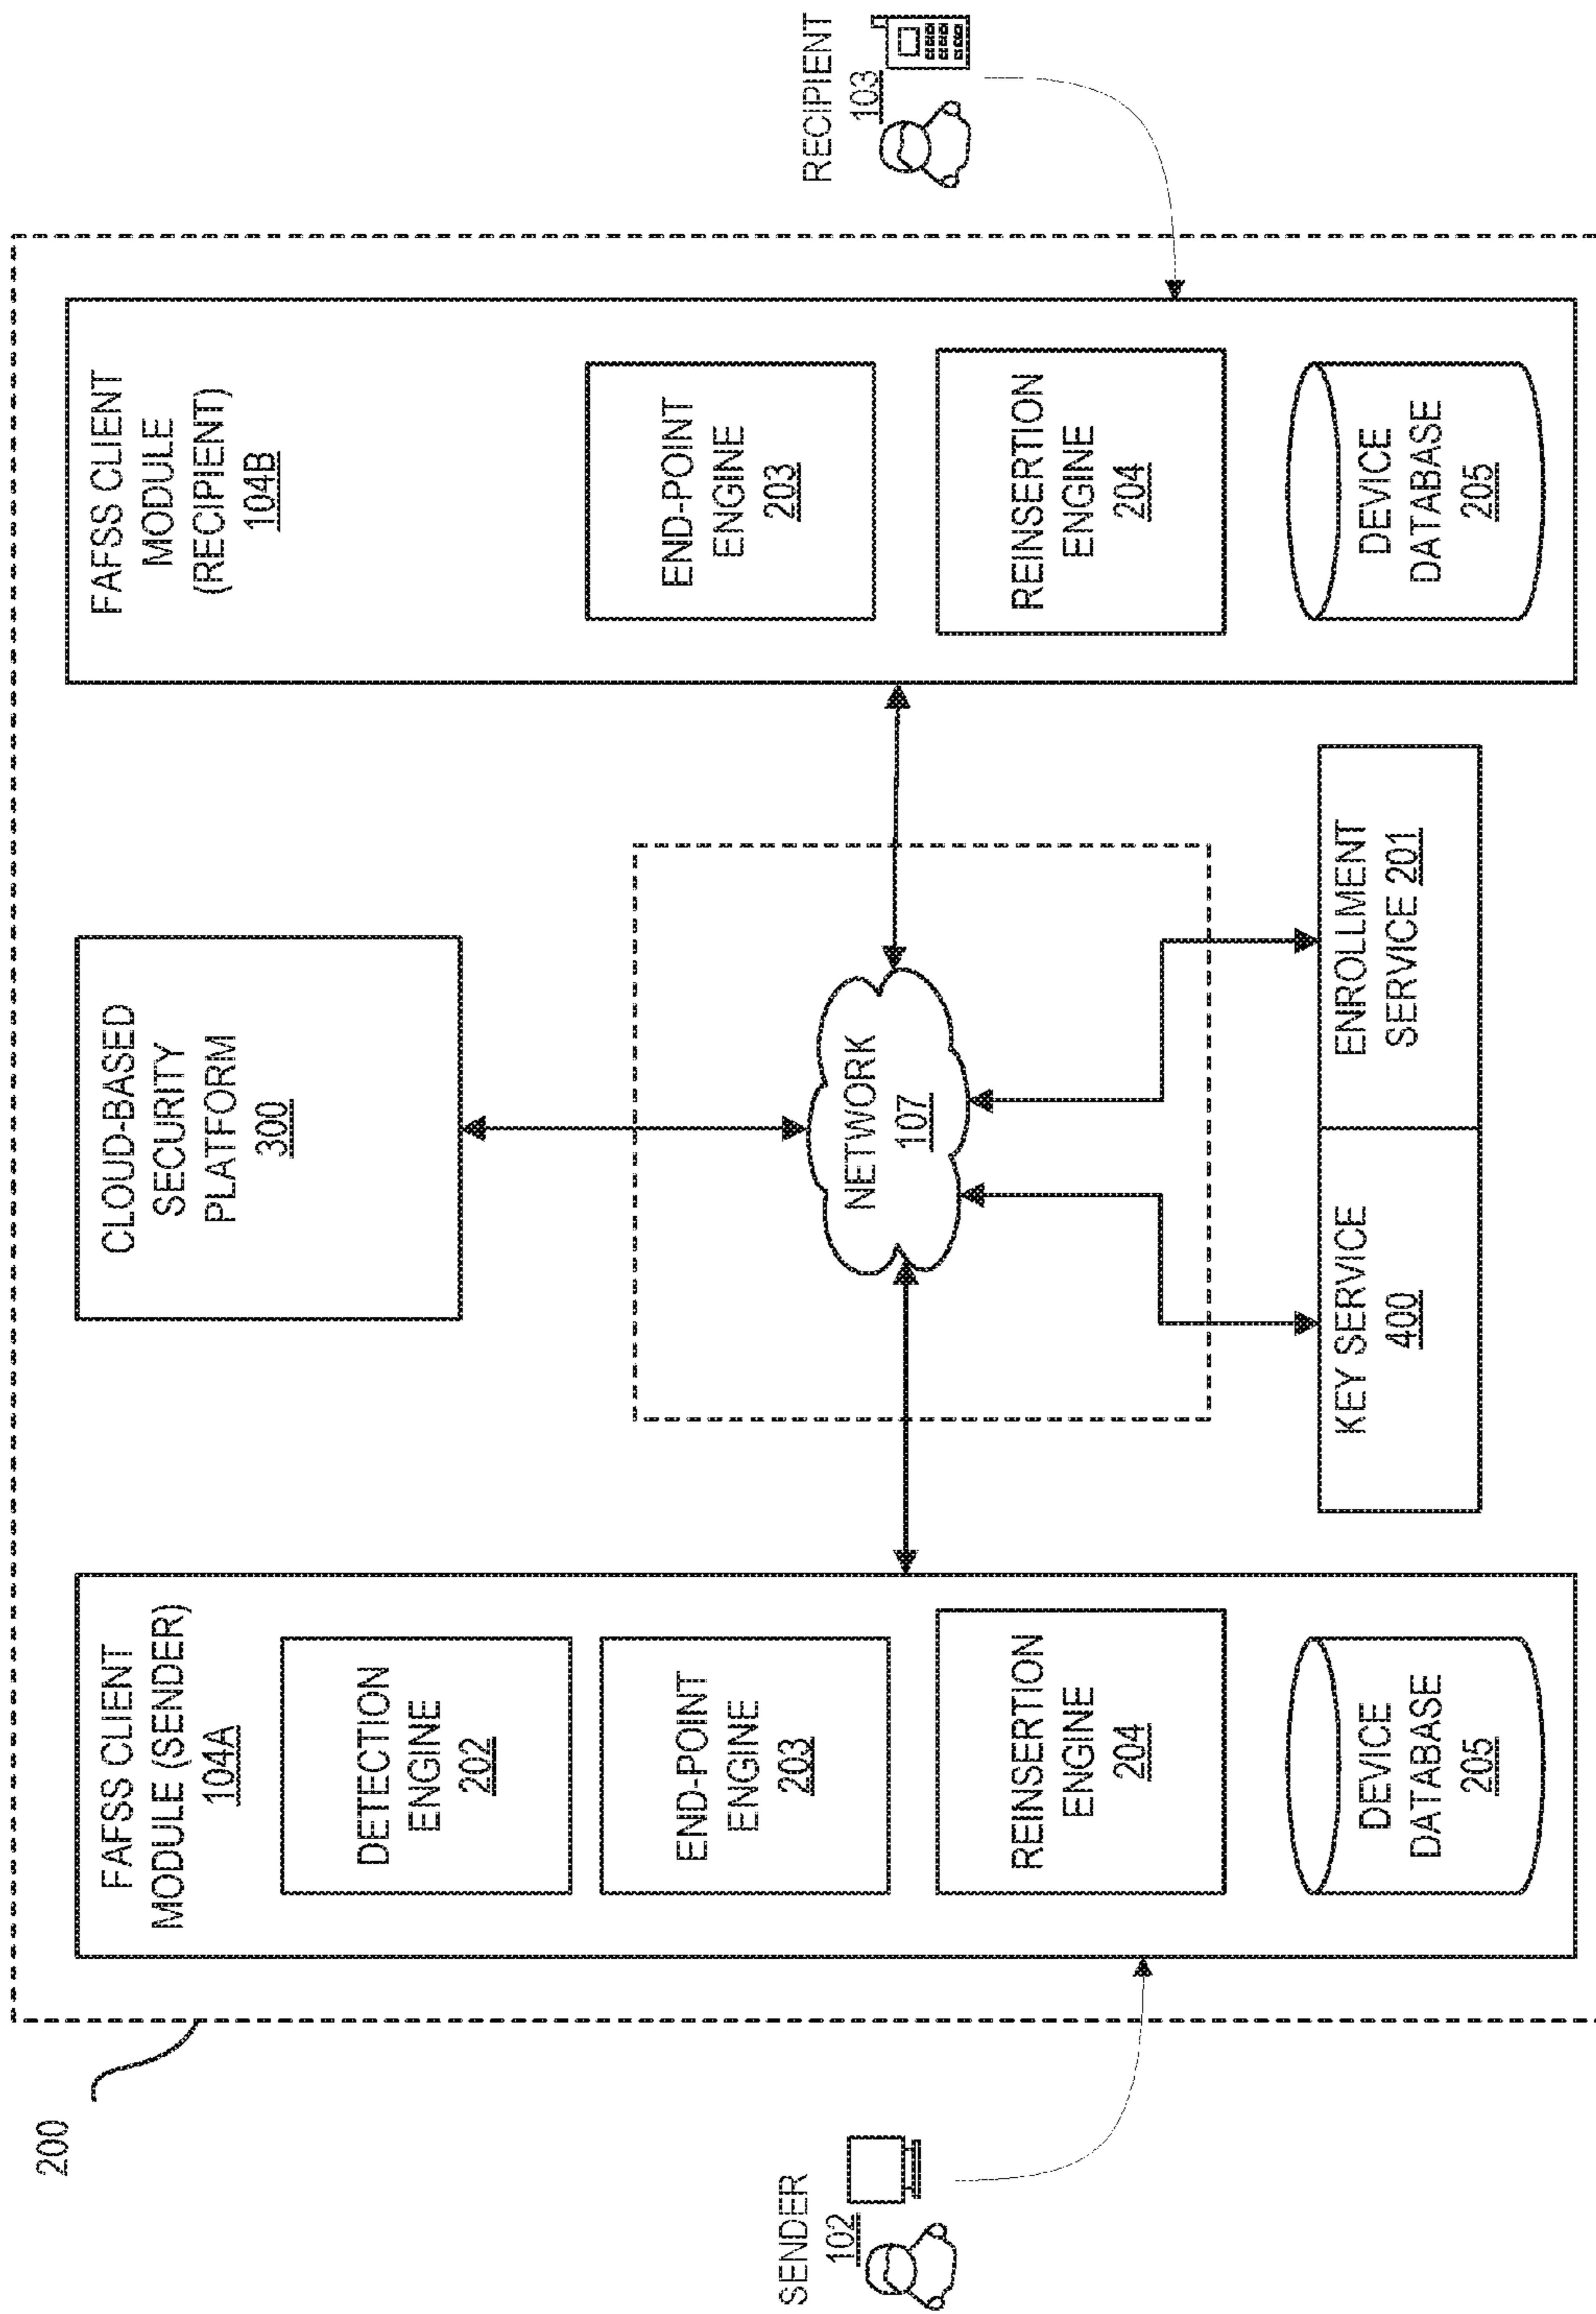 200
SENDER
102
FAFSS CLIENT
MODULE (SENDER)
104A
DETECTION
ENGINE
202
END-POINT
ENGINE
203
REINSERTION
ENGINE
204
DEVICE
DATABASE
205
CLOUD-BASED
SECURITY
PLATFORM
300
NETWORK
107
KEY SERVICE
400
ENROLLMENT
SERVICE 201
FAFSS CLIENT
MODULE
(RECIPIENT)
104B
END-POINT
ENGINE
203
REINSERTION
ENGINE
204
DEVICE
DATABASE
205
RECIPIENT
103